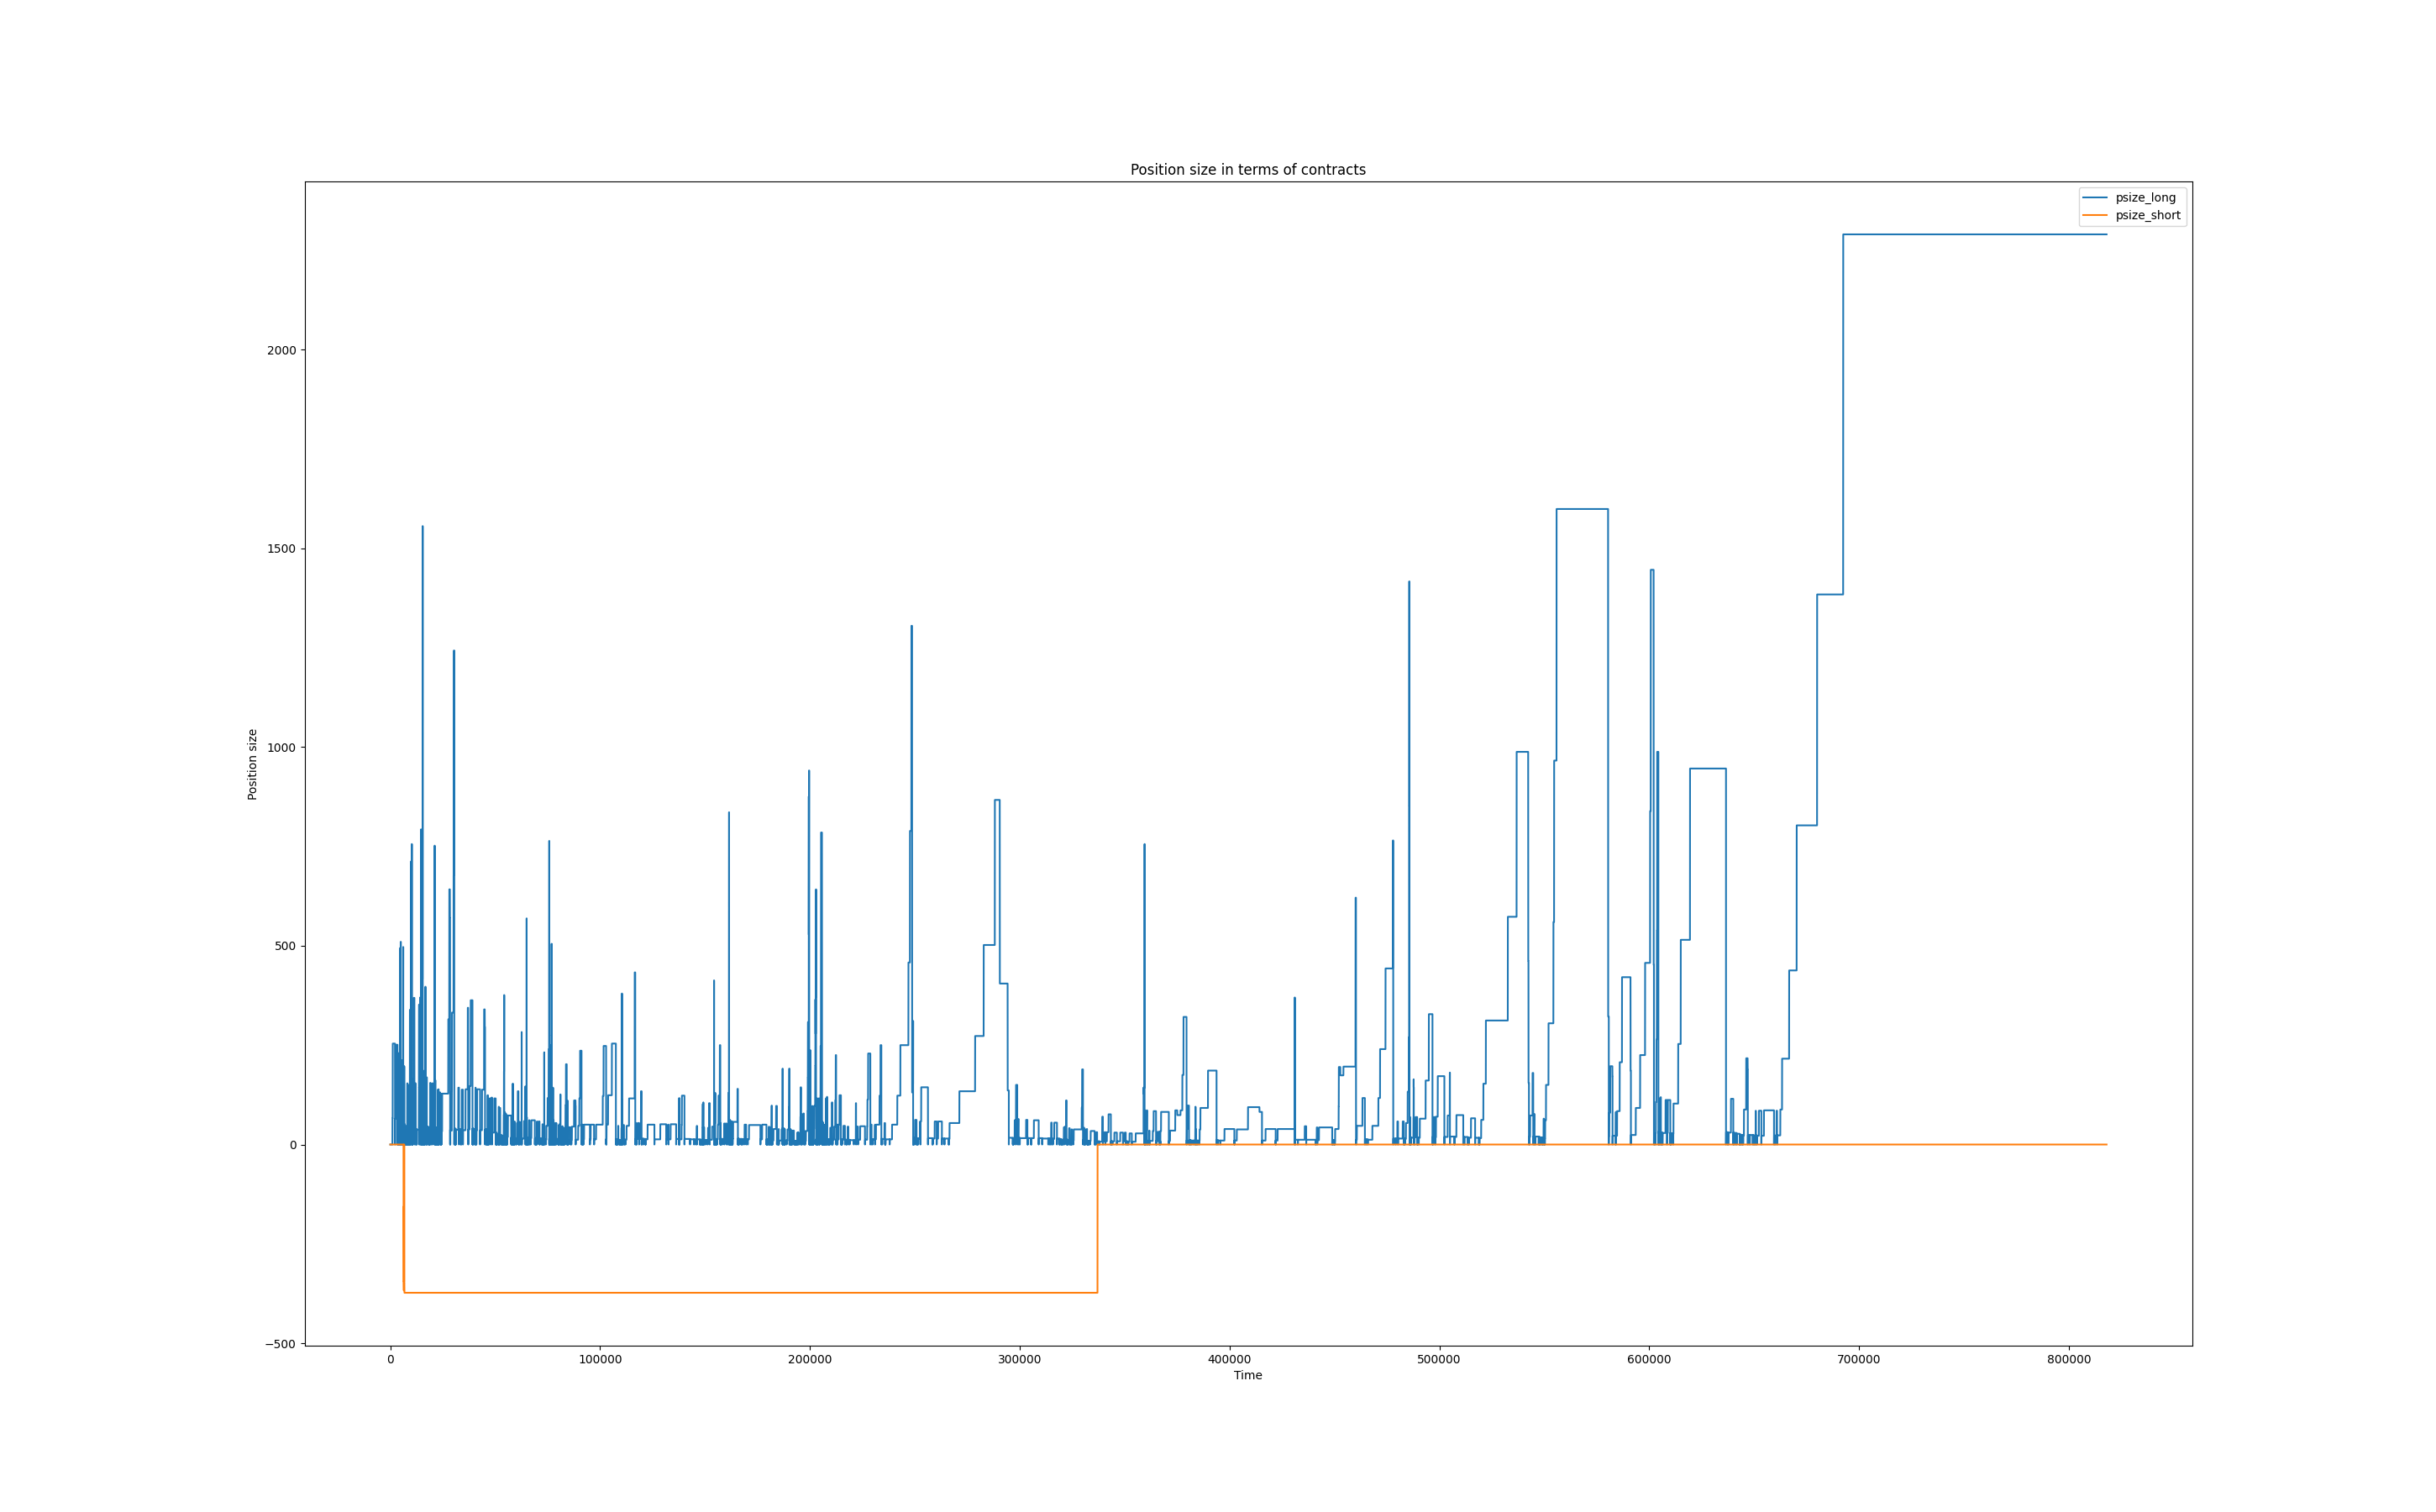 Position size in terms of contracts
psize_long
psize_short
Position size
2000
1500
1000
500
0
−500
0 100000 200000 300000 400000 500000 600000 700000 800000
Time